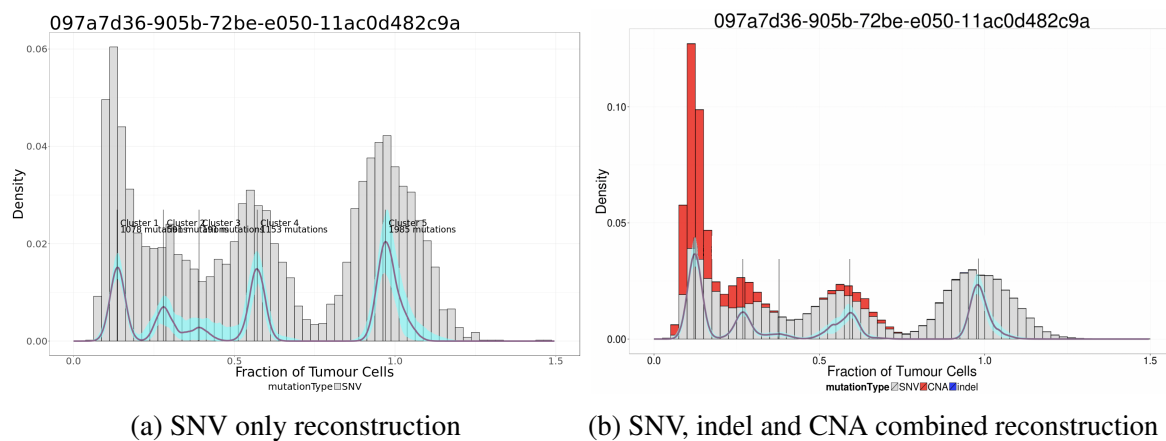 097a7d36-905b-72be-e050-11ac0d482c9a
0.06
0.04
0.02
0.00
Density
Cluster 1
1078 mutations
Cluster 2
mutations
Cluster 3
mutations
Cluster 4
1153 mutations
Cluster 5
1985 mutations
0.0
0.5
1.0
1.5
Fraction of Tumour Cells
mutationType SNV
(a) SNV only reconstruction
097a7d36-905b-72be-e050-11ac0d482c9a
0.10
0.05
0.00
Density
0.0
0.5
1.0
1.5
Fraction of Tumour Cells
mutationType SNV CNA indel
(b) SNV, indel and CNA combined reconstruction